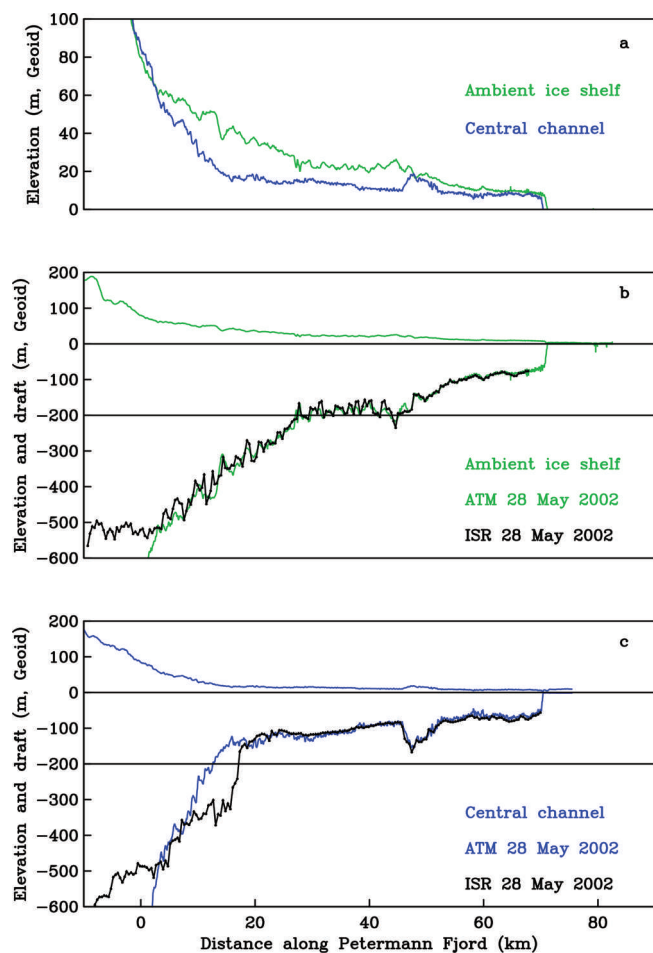 100
80
60
40
20
0
Elevation (m, Geoid)
a
Ambient ice shelf
Central channel
200
100
0
−100
−200
−300
−400
−500
−600
Elevation and draft (m, Geoid)
b
Ambient ice shelf
ATM 28 May 2002
ISR 28 May 2002
200
100
0
−100
−200
−300
−400
−500
−600
Elevation and draft (m, Geoid)
c
Central channel
ATM 28 May 2002
ISR 28 May 2002
0 20 40 60 80
Distance along Petermann Fjord (km)